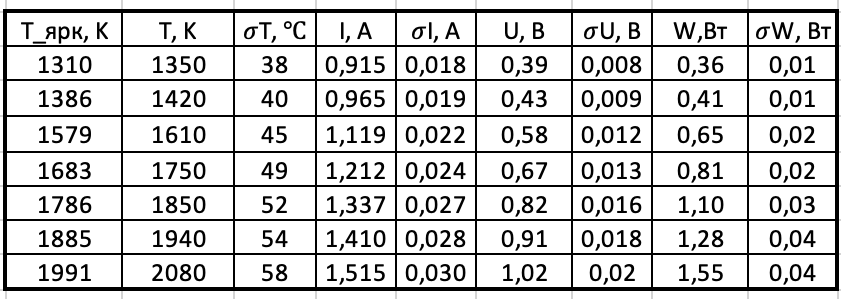 T_ярк, K T, K σT, °C I, A σI, A U, B σU, B W,Вт σW, Вт
1310 1350 38 0,915 0,018 0,39 0,008 0,36 0,01
1386 1420 40 0,965 0,019 0,43 0,009 0,41 0,01
1579 1610 45 1,119 0,022 0,58 0,012 0,65 0,02
1683 1750 49 1,212 0,024 0,67 0,013 0,81 0,02
1786 1850 52 1,337 0,027 0,82 0,016 1,10 0,03
1885 1940 54 1,410 0,028 0,91 0,018 1,28 0,04
1991 2080 58 1,515 0,030 1,02 0,02 1,55 0,04